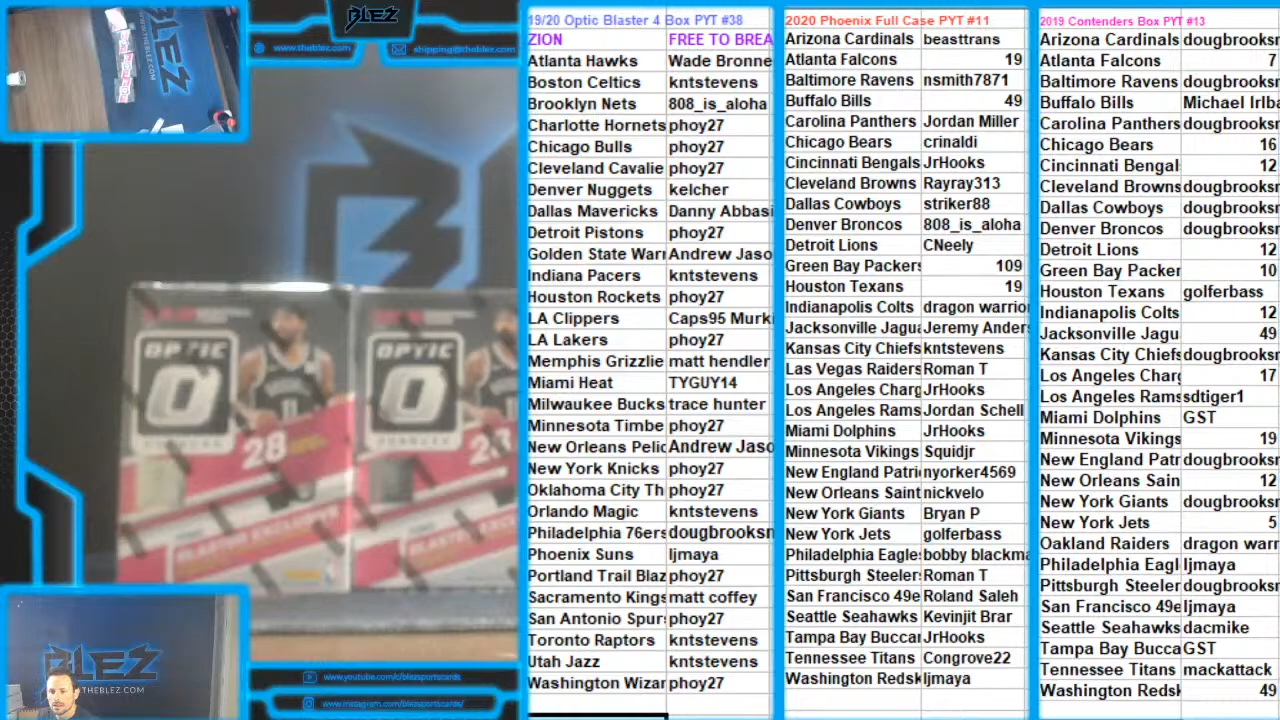 BLEZ
www.theblez.com
shipping@theblez.com
OPTIC
28
OPTIC
BLEZ
THEBLEZ.COM
www.youtube.com/c/blezsportscards
www.instagram.com/blezsportscards/
19/20 Optic Blaster 4 Box PYT #38
ZION FREE TO BREA
Atlanta Hawks Wade Bronne
Boston Celtics kntstevens
Brooklyn Nets 808_is_aloha
Charlotte Hornets phoy27
Chicago Bulls phoy27
Cleveland Cavalie phoy27
Denver Nuggets kelcher
Dallas Mavericks Danny Abbasi
Detroit Pistons phoy27
Golden State Warr Andrew Jaso
Indiana Pacers kntstevens
Houston Rockets phoy27
LA Clippers Caps95 Murki
LA Lakers phoy27
Memphis Grizzlie matt hendler
Miami Heat TYGUY14
Milwaukee Bucks trace hunter
Minnesota Timbe phoy27
New Orleans Pelic Andrew Jaso
New York Knicks phoy27
Oklahoma City Th phoy27
Orlando Magic kntstevens
Philadelphia 76ers dougbrooksn
Phoenix Suns ljmaya
Portland Trail Blaz phoy27
Sacramento Kings matt coffey
San Antonio Spurs phoy27
Toronto Raptors kntstevens
Utah Jazz kntstevens
Washington Wizar phoy27
2020 Phoenix Full Case PYT #11
Arizona Cardinals beasttrans
Atlanta Falcons 19
Baltimore Ravens nsmith7871
Buffalo Bills 49
Carolina Panthers Jordan Miller
Chicago Bears crinaldi
Cincinnati Bengals JrHooks
Cleveland Browns Rayray313
Dallas Cowboys striker88
Denver Broncos 808_is_aloha
Detroit Lions CNeely
Green Bay Packers 109
Houston Texans 19
Indianapolis Colts dragon warrio
Jacksonville Jagua Jeremy Anders
Kansas City Chiefs kntstevens
Las Vegas Raiders Roman T
Los Angeles Charg JrHooks
Los Angeles Rams Jordan Schell
Miami Dolphins JrHooks
Minnesota Vikings Squidjr
New England Patri nyorker4569
New Orleans Saint nickvelo
New York Giants Bryan P
New York Jets golferbass
Philadelphia Eagle bobby blackma
Pittsburgh Steelers Roman T
San Francisco 49e Roland Saleh
Seattle Seahawks Kevinjit Brar
Tampa Bay Buccan JrHooks
Tennessee Titans Congrove22
Washington Redsk ljmaya
2019 Contenders Box PYT #13
Arizona Cardinals dougbrooksn
Atlanta Falcons 7
Baltimore Ravens dougbrooksn
Buffalo Bills Michael Irlba
Carolina Panthers dougbrooksn
Chicago Bears 16
Cincinnati Bengal 12
Cleveland Browns dougbrooksn
Dallas Cowboys dougbrooksn
Denver Broncos dougbrooksn
Detroit Lions 12
Green Bay Packer 10
Houston Texans golferbass
Indianapolis Colts 12
Jacksonville Jagu 49
Kansas City Chiefs dougbrooksn
Los Angeles Charg 17
Los Angeles Rams sdtiger1
Miami Dolphins GST
Minnesota Vikings 19
New England Patr dougbrooksn
New Orleans Sain 12
New York Giants dougbrooksn
New York Jets 5
Oakland Raiders dragon warr
Philadelphia Eagl ljmaya
Pittsburgh Steeler dougbrooksn
San Francisco 49e ljmaya
Seattle Seahawks dacmike
Tampa Bay Bucca GST
Tennessee Titans mackattack
Washington Redsk 49